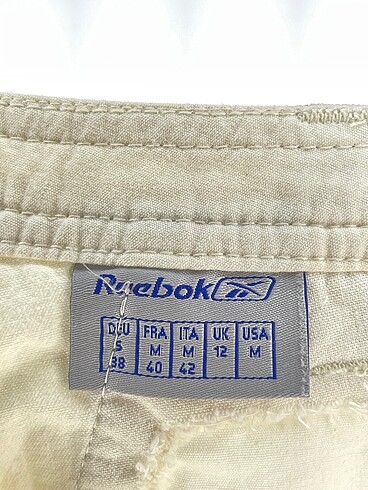 Reebok
DEU FRA ITA UK USA
S M M 12 M
38 40 42